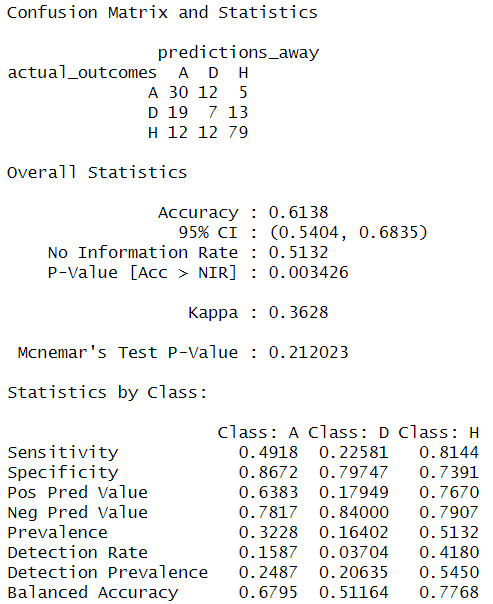 Confusion Matrix and Statistics
predictions_away
actual_outcomes A D H
A 30 12 5
D 19 7 13
H 12 12 79
Overall Statistics
Accuracy : 0.6138
95% CI : (0.5404, 0.6835)
No Information Rate : 0.5132
P-Value [Acc > NIR] : 0.003426
Kappa : 0.3628
Mcnemar's Test P-Value : 0.212023
Statistics by Class:
Class: A Class: D Class: H
Sensitivity 0.4918 0.22581 0.8144
Specificity 0.8672 0.79747 0.7391
Pos Pred Value 0.6383 0.17949 0.7670
Neg Pred Value 0.7817 0.84000 0.7907
Prevalence 0.3228 0.16402 0.5132
Detection Rate 0.1587 0.03704 0.4180
Detection Prevalence 0.2487 0.20635 0.5450
Balanced Accuracy 0.6795 0.51164 0.7768